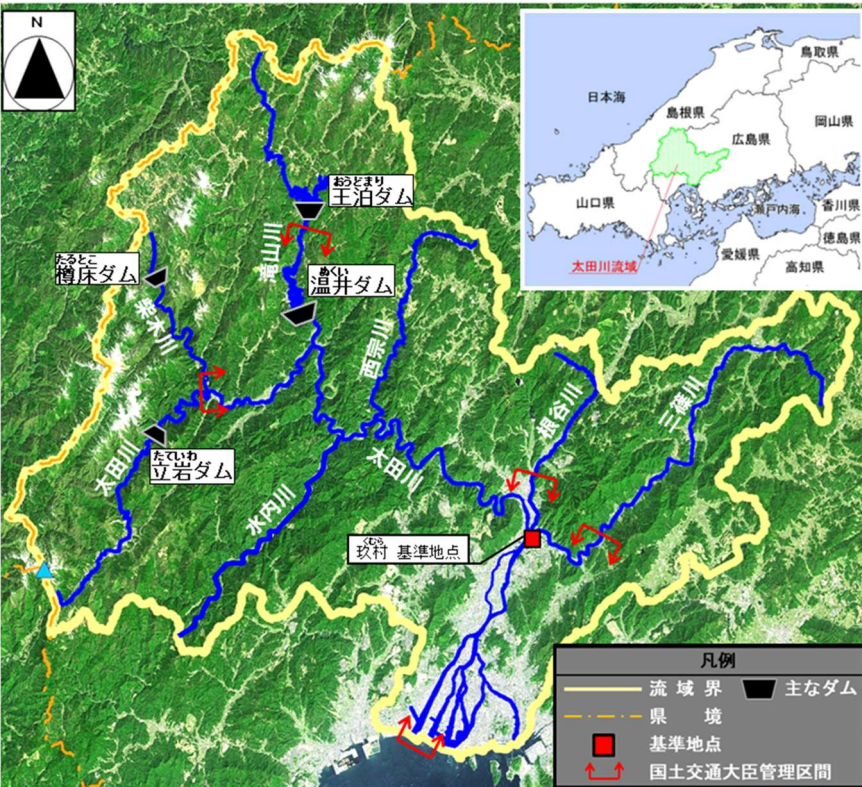 N
鳥取県
日本海
島根県
広島県
岡山県
山口県
瀬戸内海
香川県
徳島県
愛媛県
高知県
太田川流域
おうどまり
王泊ダム
滝山川
たるとこ
樽床ダム
ぬくい
温井ダム
柴木川
西宗川
根谷川
三篠川
太田川
たていわ
立岩ダム
太田川
水内川
くむら
玖村 基準地点
凡例
流域界
主なダム
県境
基準地点
国土交通大臣管理区間